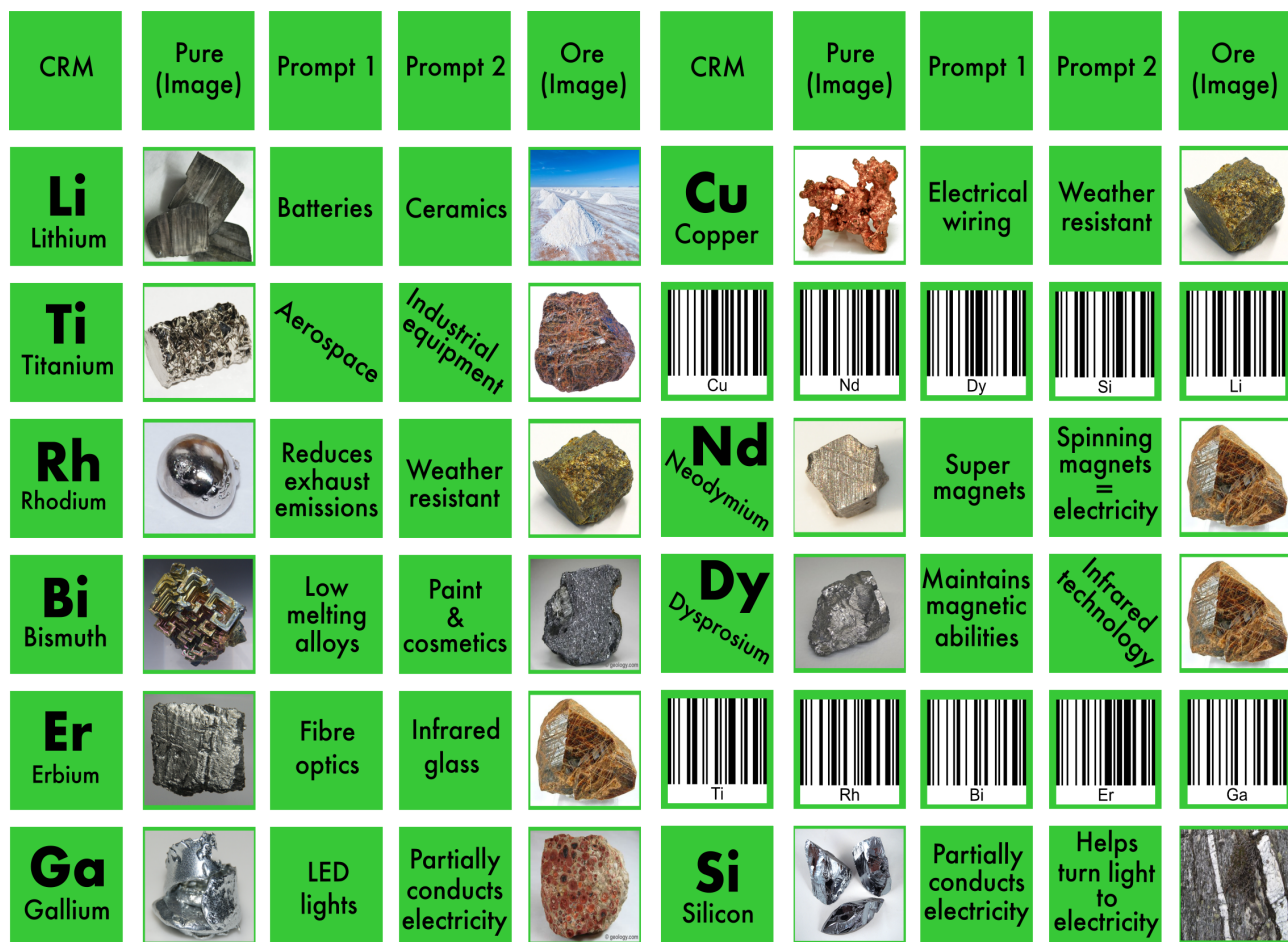 CRM
Pure
(Image)
Prompt 1
Prompt 2
Ore
(Image)
CRM
Pure
(Image)
Prompt 1
Prompt 2
Ore
(Image)
Li
Lithium
Batteries
Ceramics
Cu
Copper
Electrical
wiring
Weather
resistant
Ti
Titanium
Aerospace
Industrial
equipment
Cu
Nd
Dy
Si
Li
Rh
Rhodium
Reduces
exhaust
emissions
Weather
resistant
Nd
Neodymium
Super
magnets
Spinning
magnets
=
electricity
Bi
Bismuth
Low
melting
alloys
Paint
&
cosmetics
© geology.com
Dy
Dysprosium
Maintains
magnetic
abilities
Infrared
technology
Er
Erbium
Fibre
optics
Infrared
glass
Ti
Rh
Bi
Er
Ga
Ga
Gallium
LED
lights
Partially
conducts
electricity
© geology.com
Si
Silicon
Partially
conducts
electricity
Helps
turn light
to
electricity